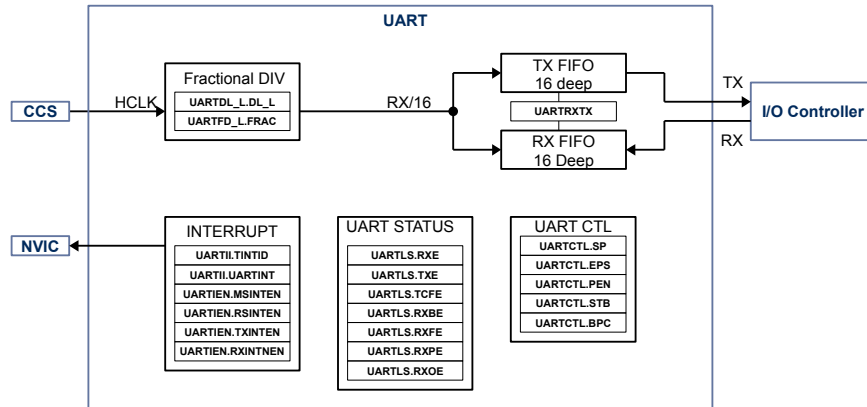 UART
Fractional DIV
UARTDL_L.DL_L
UARTFD_L.FRAC
CCS
HCLK
RX/16
TX FIFO
16 deep
UARTRXTX
RX FIFO
16 Deep
TX
RX
I/O Controller
NVIC
INTERRUPT
UARTII.TINTID
UARTII.UARTINT
UARTIEN.MSINTEN
UARTIEN.RSINTEN
UARTIEN.TXINTEN
UARTIEN.RXINTNEN
UART STATUS
UARTLS.RXE
UARTLS.TXE
UARTLS.TCFE
UARTLS.RXBE
UARTLS.RXFE
UARTLS.RXPE
UARTLS.RXOE
UART CTL
UARTCTL.SP
UARTCTL.EPS
UARTCTL.PEN
UARTCTL.STB
UARTCTL.BPC